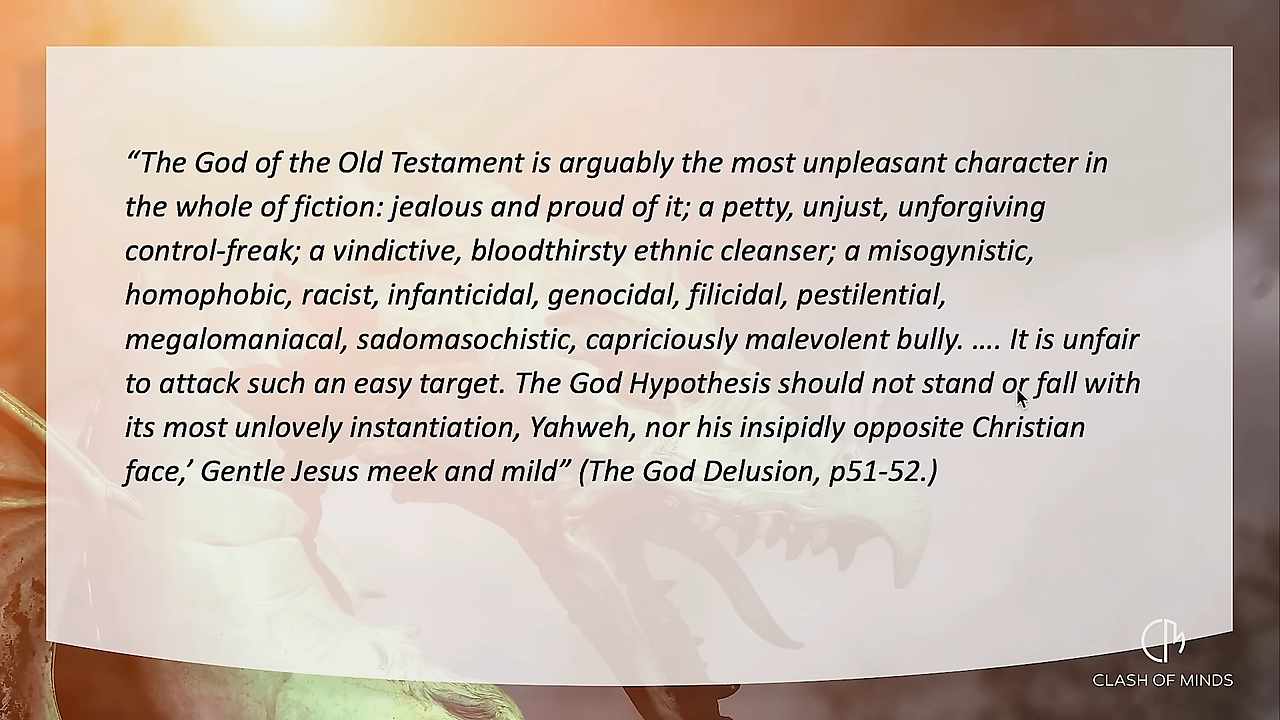 “The God of the Old Testament is arguably the most unpleasant character in
the whole of fiction: jealous and proud of it; a petty, unjust, unforgiving
control-freak; a vindictive, bloodthirsty ethnic cleanser; a misogynistic,
homophobic, racist, infanticidal, genocidal, filicidal, pestilential,
megalomaniacal, sadomasochistic, capriciously malevolent bully. .... It is unfair
to attack such an easy target. The God Hypothesis should not stand or fall with
its most unlovely instantiation, Yahweh, nor his insipidly opposite Christian
face,’ Gentle Jesus meek and mild” (The God Delusion, p51-52.)
CLASH OF MINDS